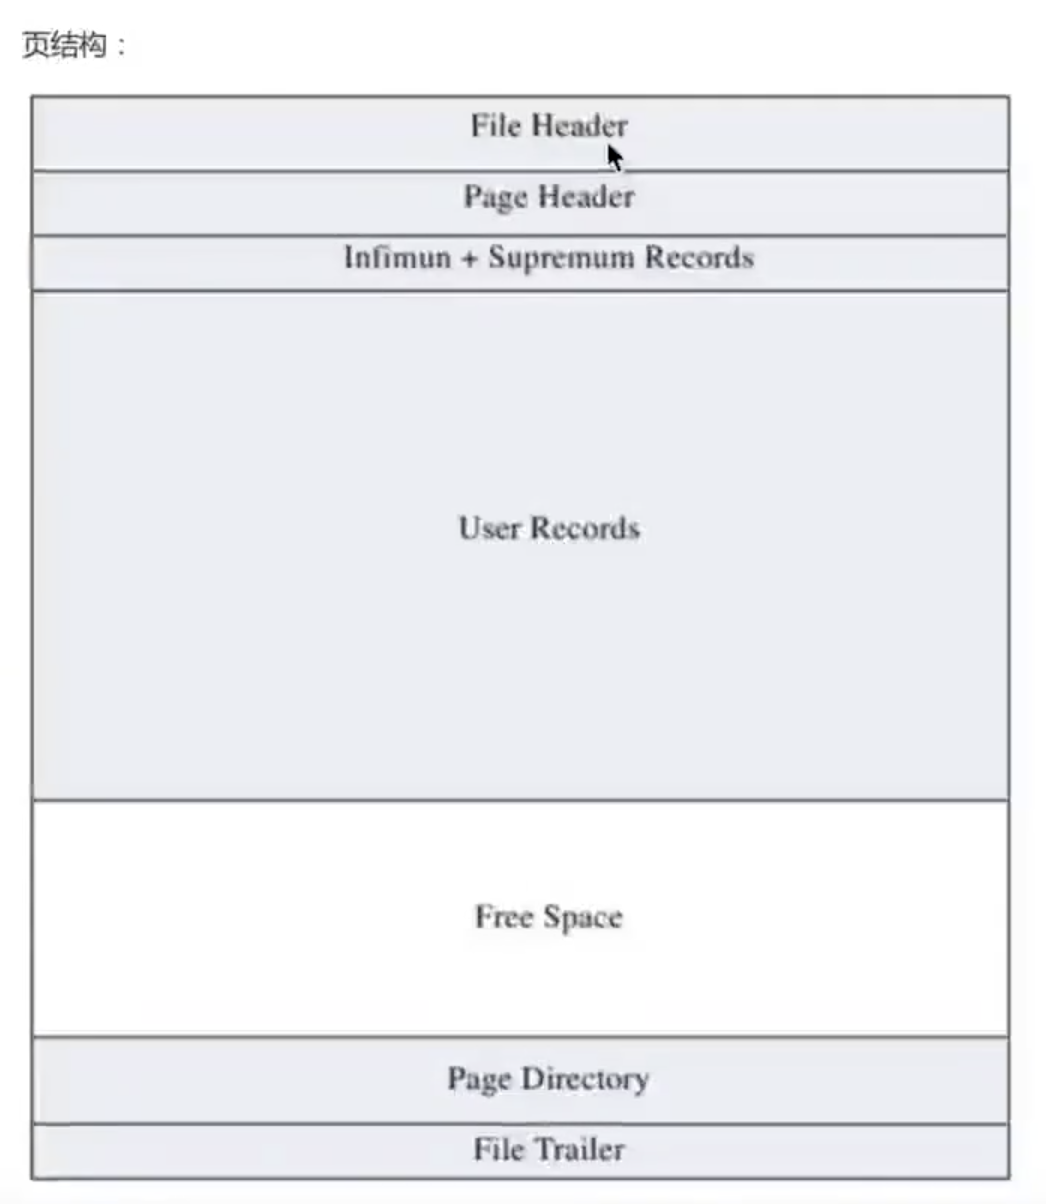 页结构：
File Header
Page Header
Infimun + Supremum Records
User Records
Free Space
Page Directory
File Trailer